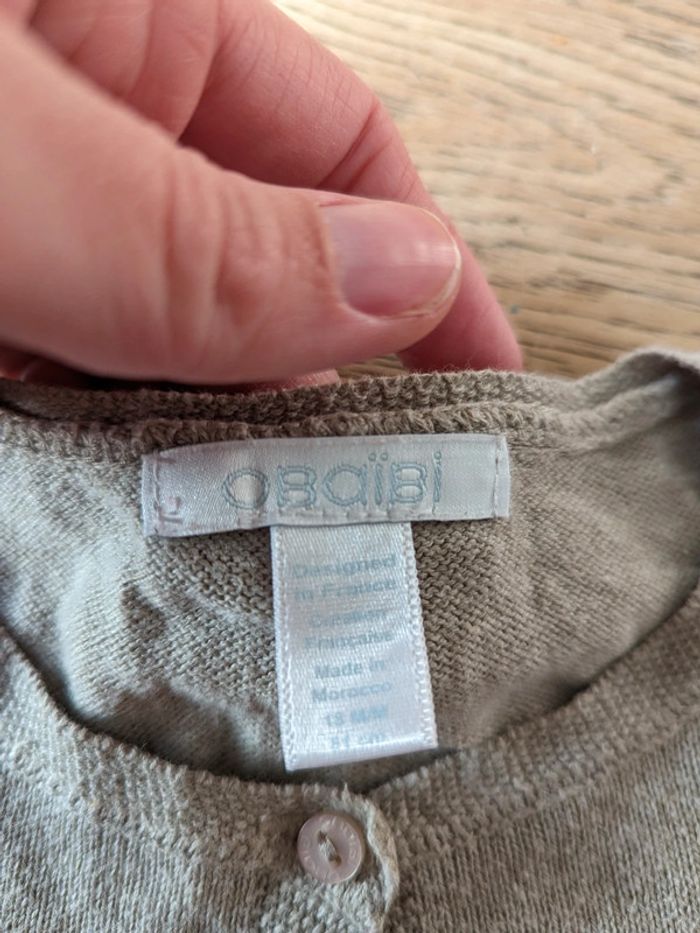 OBAÏBI
Designed
in France
Création
Française
Made in
Morocco
18 M/M
81 cm